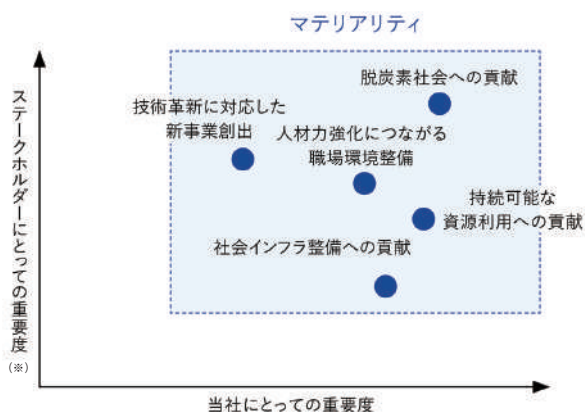 マテリアリティ
脱炭素社会への貢献
技術革新に対応した
新事業創出
人材力強化につながる
職場環境整備
持続可能な
資源利用への貢献
社会インフラ整備への貢献
ステークホルダーにとっての重要度
(※)
当社にとっての重要度